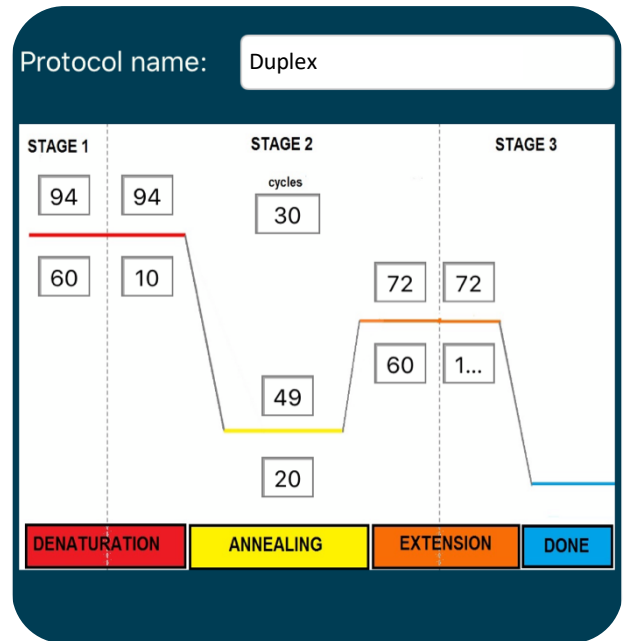 Protocol name: Duplex
STAGE 1 STAGE 2 STAGE 3
cycles
94 94 30
60 10 72 72
60 1...
49
20
DENATURATION ANNEALING EXTENSION DONE